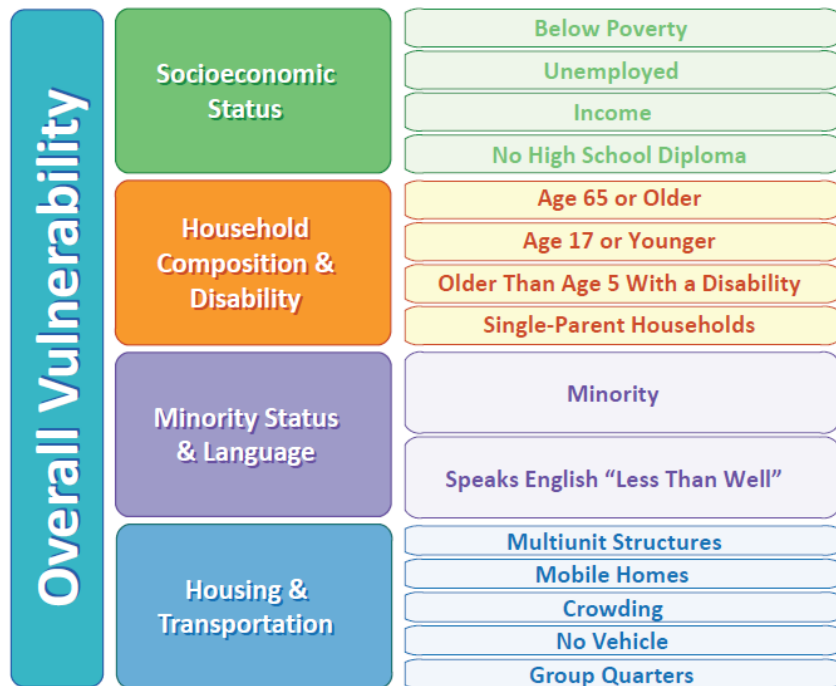 Overall Vulnerability
Socioeconomic
Status
Below Poverty
Unemployed
Income
No High School Diploma
Household
Composition &
Disability
Age 65 or Older
Age 17 or Younger
Older Than Age 5 With a Disability
Single-Parent Households
Minority Status
& Language
Minority
Speaks English “Less Than Well”
Housing &
Transportation
Multiunit Structures
Mobile Homes
Crowding
No Vehicle
Group Quarters